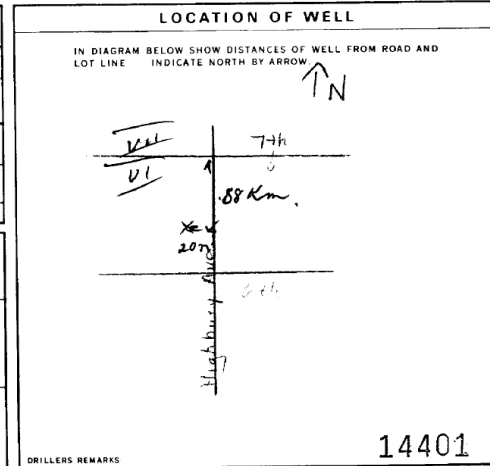 LOCATION OF WELL
IN DIAGRAM BELOW SHOW DISTANCES OF WELL FROM ROAD AND
LOT LINE INDICATE NORTH BY ARROW.
N
VII
7th
VI
.88 Km.
20m
Highbury Ave
6th
14401
DRILLERS REMARKS